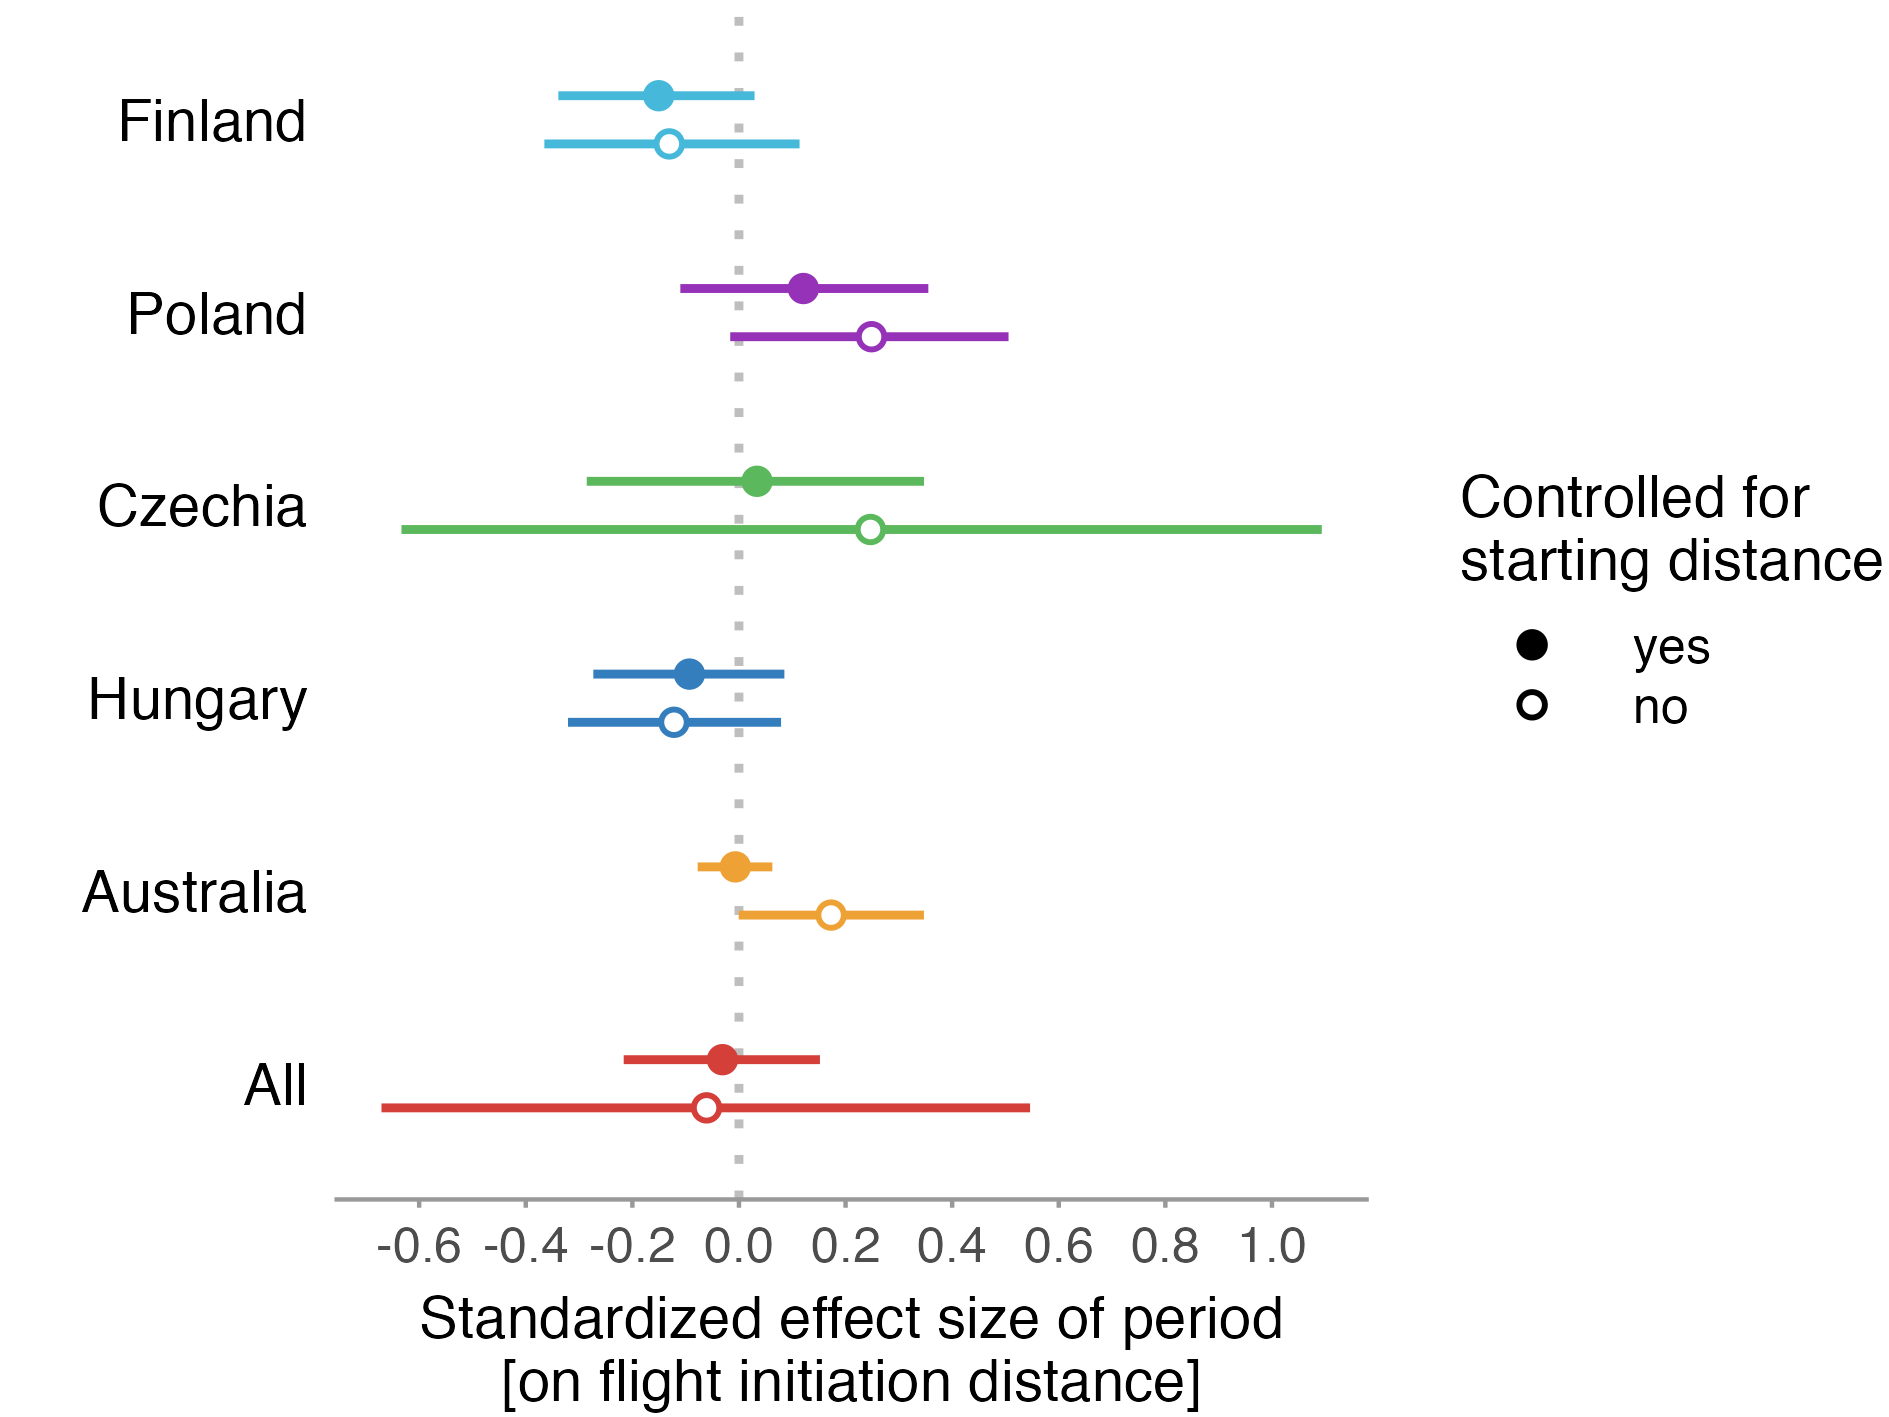 Finland
Poland
Czechia
Hungary
Australia
All
Controlled for
starting distance
yes
no
-0.6 -0.4 -0.2 0.0 0.2 0.4 0.6 0.8 1.0
Standardized effect size of period
[on flight initiation distance]